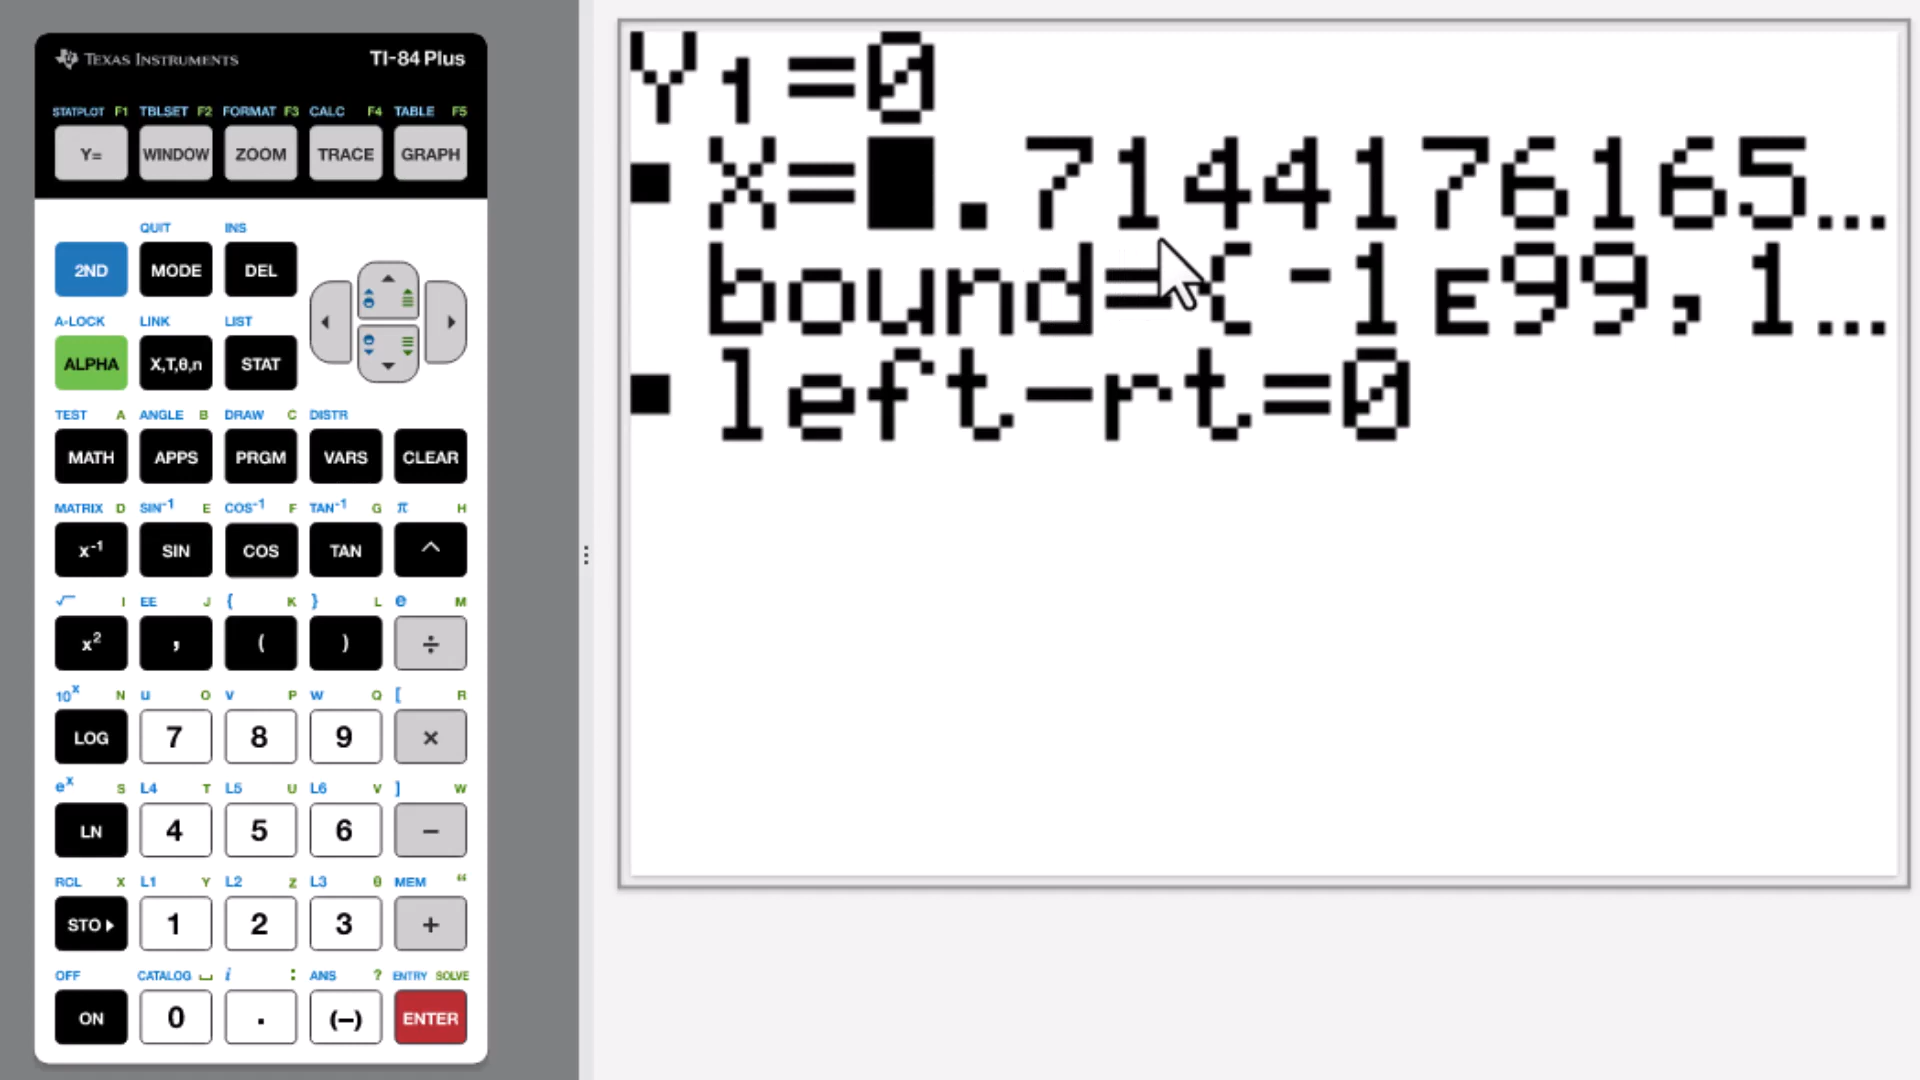 TEXAS INSTRUMENTS TI-84 Plus
STATPLOT F1 TBLSET F2 FORMAT F3 CALC F4 TABLE F5
Y= WINDOW ZOOM TRACE GRAPH
QUIT INS
2ND MODE DEL
A-LOCK LINK LIST
ALPHA X,T,θ,n STAT
TEST A ANGLE B DRAW C DISTR
MATH APPS PRGM VARS CLEAR
MATRIX D SIN⁻¹ E COS⁻¹ F TAN⁻¹ G π H
x⁻¹ SIN COS TAN ^
√ I EE J { K } L e M
x² , ( ) ÷
10ˣ N u O v P w Q [ R
LOG 7 8 9 ×
eˣ S L4 T L5 U L6 V ] W
LN 4 5 6 −
RCL X L1 Y L2 Z L3 θ MEM “
STO▶ 1 2 3 +
OFF CATALOG ⎵ i : ANS ? ENTRY SOLVE
ON 0 . (−) ENTER
Y₁=0
▪ X=█.7144176165...
bound={-1E99,1...
▪ left-rt=0